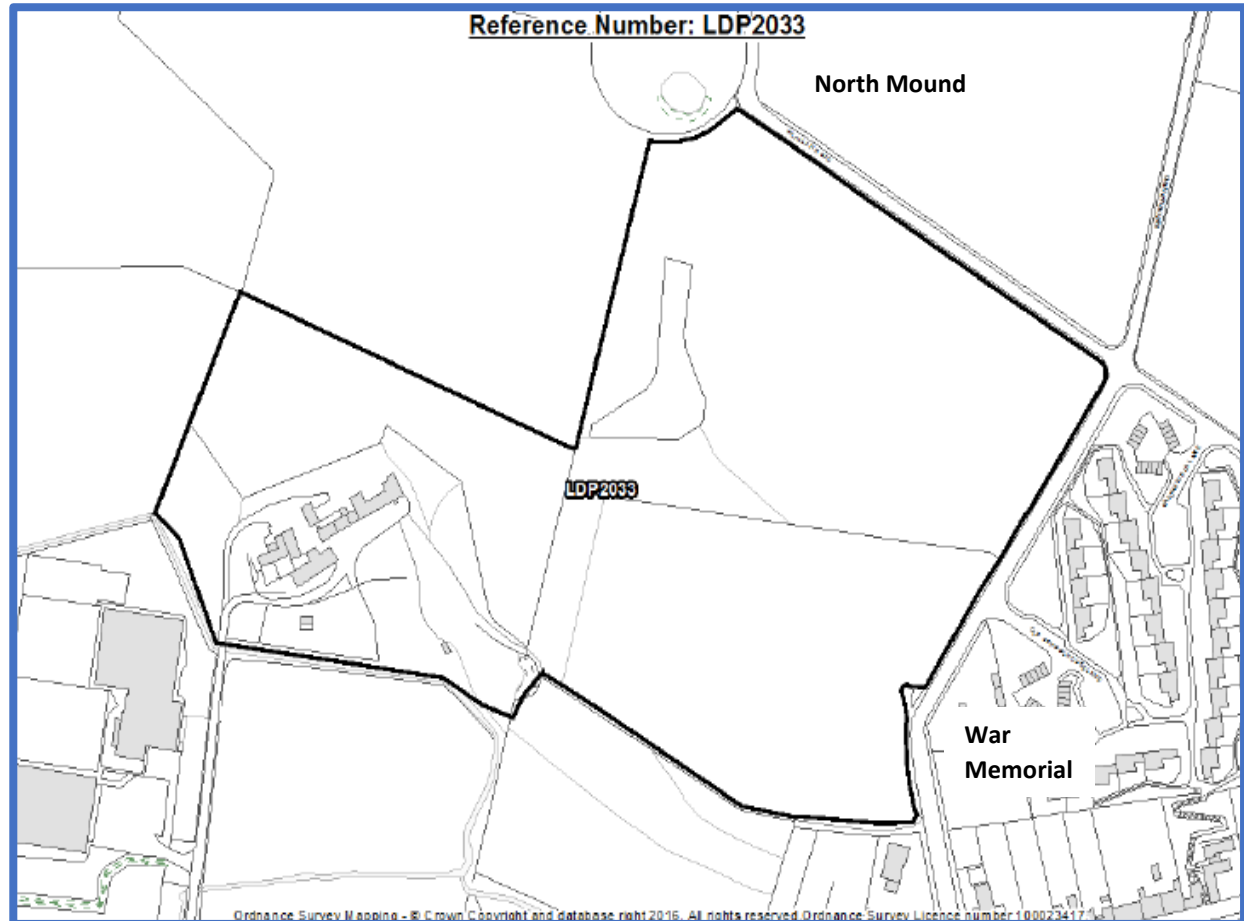 Reference Number: LDP2033
North Mound
LDP2033
War
Memorial
Ordnance Survey Mapping - © Crown Copyright and database right 2016. All rights reserved.Ordnance Survey Licence number 100023417.